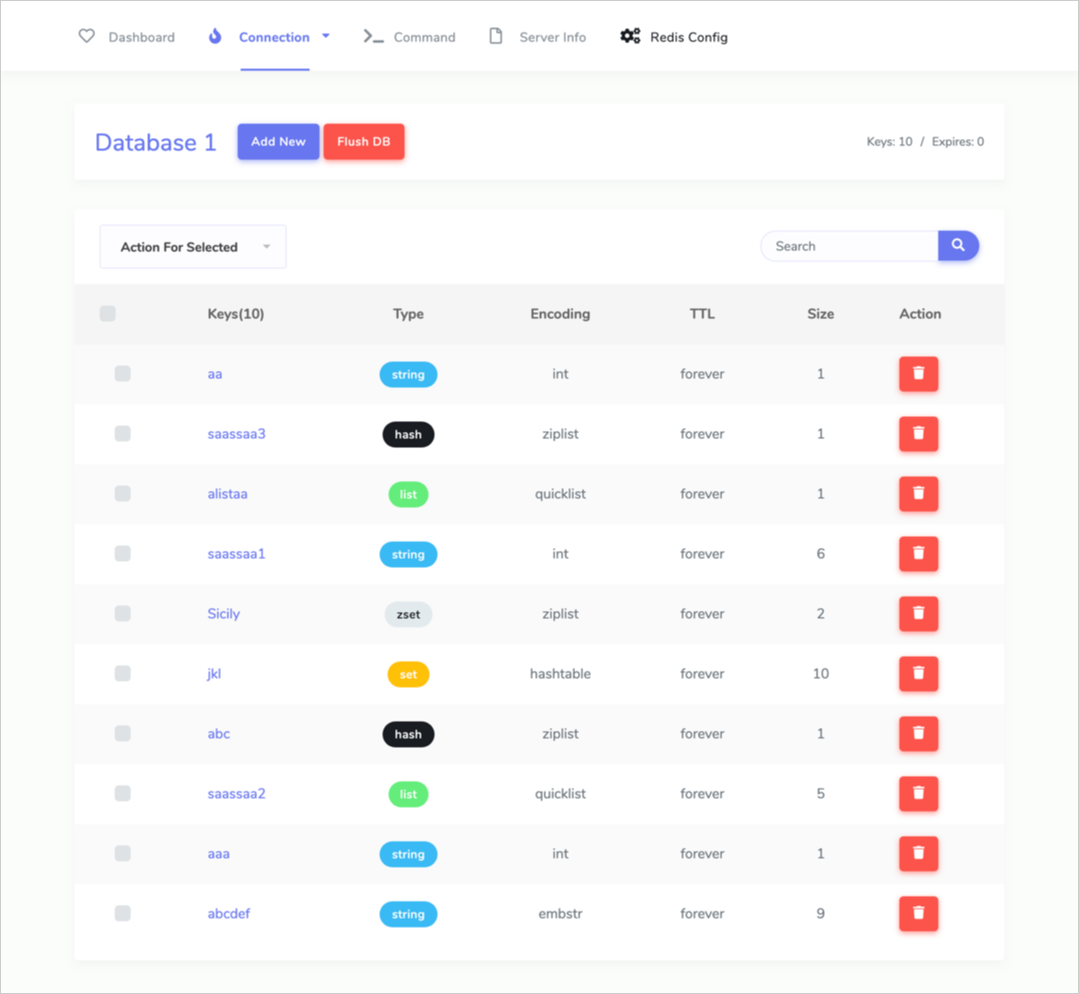 Dashboard Connection Command Server Info Redis Config
Database 1 Add New Flush DB Keys: 10 / Expires: 0
Action For Selected Search
Keys(10) Type Encoding TTL Size Action
aa string int forever 1
saassaa3 hash ziplist forever 1
alistaa list quicklist forever 1
saassaa1 string int forever 6
Sicily zset ziplist forever 2
jkl set hashtable forever 10
abc hash ziplist forever 1
saassaa2 list quicklist forever 5
aaa string int forever 1
abcdef string embstr forever 9